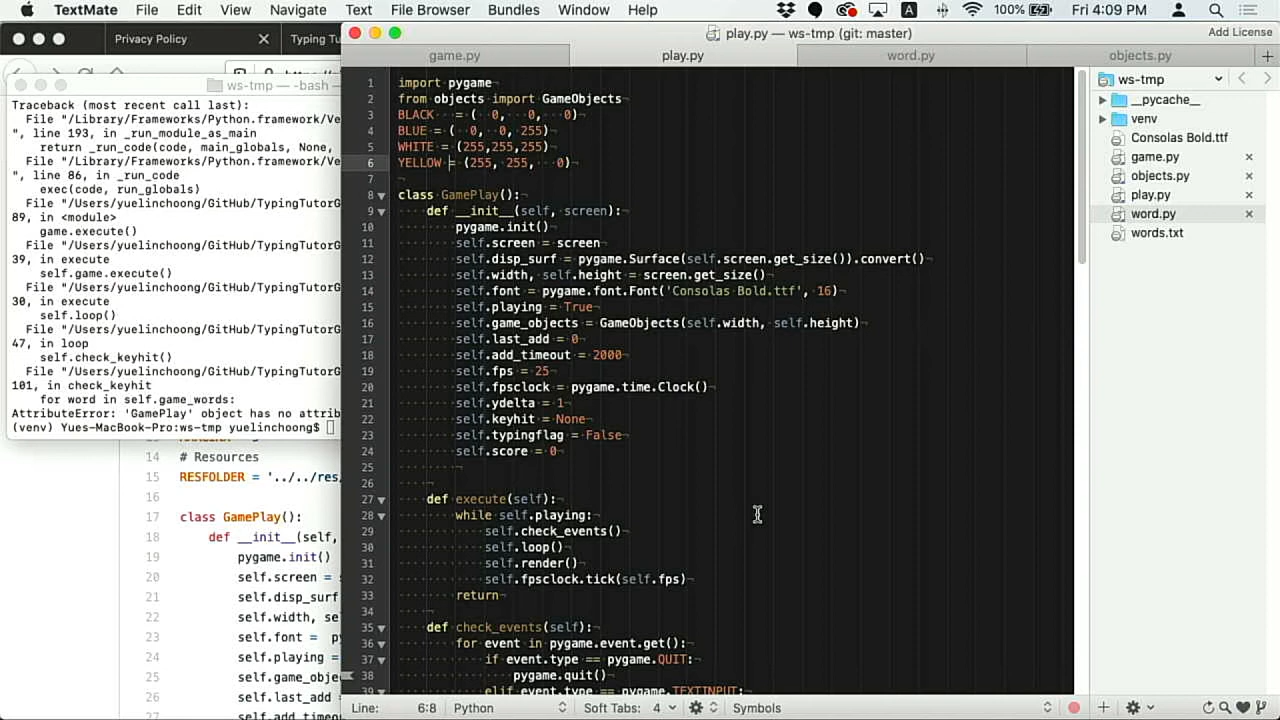 TextMate File Edit View Navigate Text File Browser Bundles Window Help 100% Fri 4:09 PM
Privacy Policy
Typing Tu
play.py — ws-tmp (git: master)
Add License
game.py play.py word.py objects.py
ws-tmp — -bash —
Traceback (most recent call last):
File "/Library/Frameworks/Python.framework/Ve
", line 193, in _run_module_as_main
return _run_code(code, main_globals, None,
File "/Library/Frameworks/Python.framework/Ve
", line 86, in _run_code
exec(code, run_globals)
File "/Users/yuelinchoong/GitHub/TypingTutorG
89, in <module>
game.execute()
File "/Users/yuelinchoong/GitHub/TypingTutorG
39, in execute
self.game.execute()
File "/Users/yuelinchoong/GitHub/TypingTutorG
30, in execute
self.loop()
File "/Users/yuelinchoong/GitHub/TypingTutorG
47, in loop
self.check_keyhit()
File "/Users/yuelinchoong/GitHub/TypingTutorG
101, in check_keyhit
for word in self.game_words:
AttributeError: 'GamePlay' object has no attrib
(venv) Yues-MacBook-Pro:ws-tmp yuelinchoong$
14 # Resources
15 RESFOLDER = '../../res/
16
17 class GamePlay():
18 def __init__(self,
19 pygame.init()
20 self.screen = s
21 self.disp_surf
22 self.width, se
23 self.font = py
24 self.playing =
25 self.game_obje
26 self.last_add =
27 self.add_timeou
1 import pygame
2 from objects import GameObjects
3 BLACK = ( 0, 0, 0)
4 BLUE = ( 0, 0, 255)
5 WHITE = (255,255,255)
6 YELLOW = (255, 255, 0)
7
8 class GamePlay():
9 def __init__(self, screen):
10 pygame.init()
11 self.screen = screen
12 self.disp_surf = pygame.Surface(self.screen.get_size()).convert()
13 self.width, self.height = screen.get_size()
14 self.font = pygame.font.Font('Consolas Bold.ttf', 16)
15 self.playing = True
16 self.game_objects = GameObjects(self.width, self.height)
17 self.last_add = 0
18 self.add_timeout = 2000
19 self.fps = 25
20 self.fpsclock = pygame.time.Clock()
21 self.ydelta = 1
22 self.keyhit = None
23 self.typingflag = False
24 self.score = 0
25
26
27 def execute(self):
28 while self.playing:
29 self.check_events()
30 self.loop()
31 self.render()
32 self.fpsclock.tick(self.fps)
33 return
34
35 def check_events(self):
36 for event in pygame.event.get():
37 if event.type == pygame.QUIT:
38 pygame.quit()
39 elif event.type == pygame.TEXTINPUT:
Line: 6:8 Python Soft Tabs: 4 Symbols
ws-tmp
__pycache__
venv
Consolas Bold.ttf
game.py
objects.py
play.py
word.py
words.txt